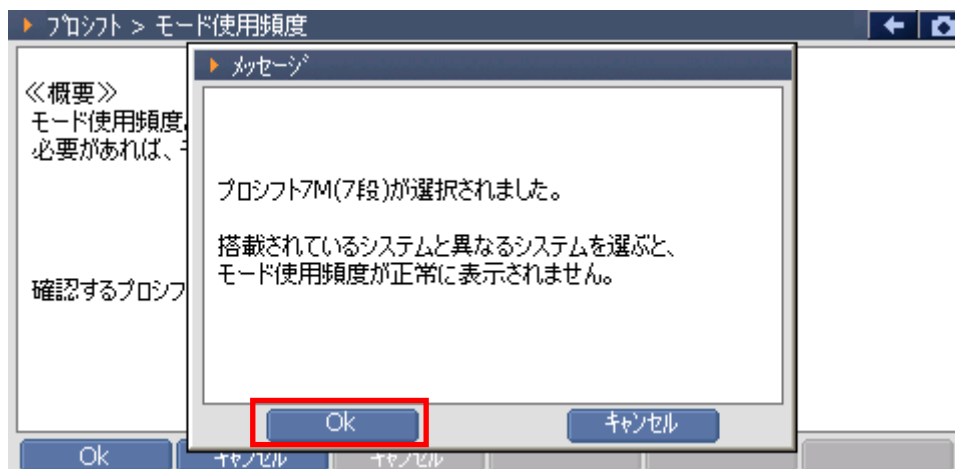 プロシフト > モード使用頻度
メッセージ
≪概要≫
モード使用頻度
必要があれば、
確認するプロシフ
プロシフト7M(7段)が選択されました。
搭載されているシステムと異なるシステムを選ぶと、
モード使用頻度が正常に表示されません。
Ok
キャンセル
Ok
キャンセル
キャンセル